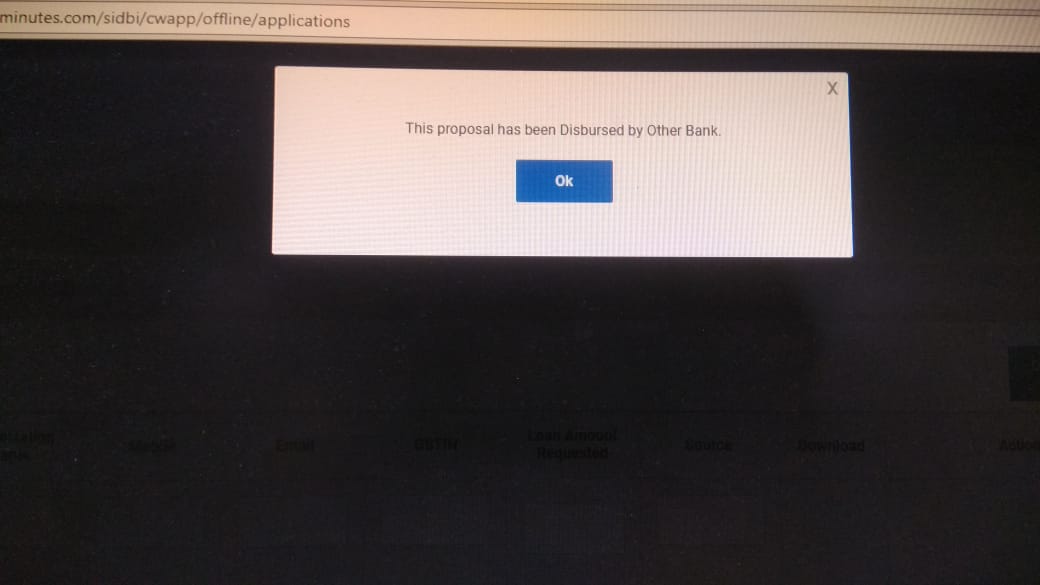 minutes.com/sidbi/cwapp/offline/applications
X
This proposal has been Disbursed by Other Bank.
Ok
Mobile
Email
GSTIN
Loan Amount
Requested
Source
Download
Action